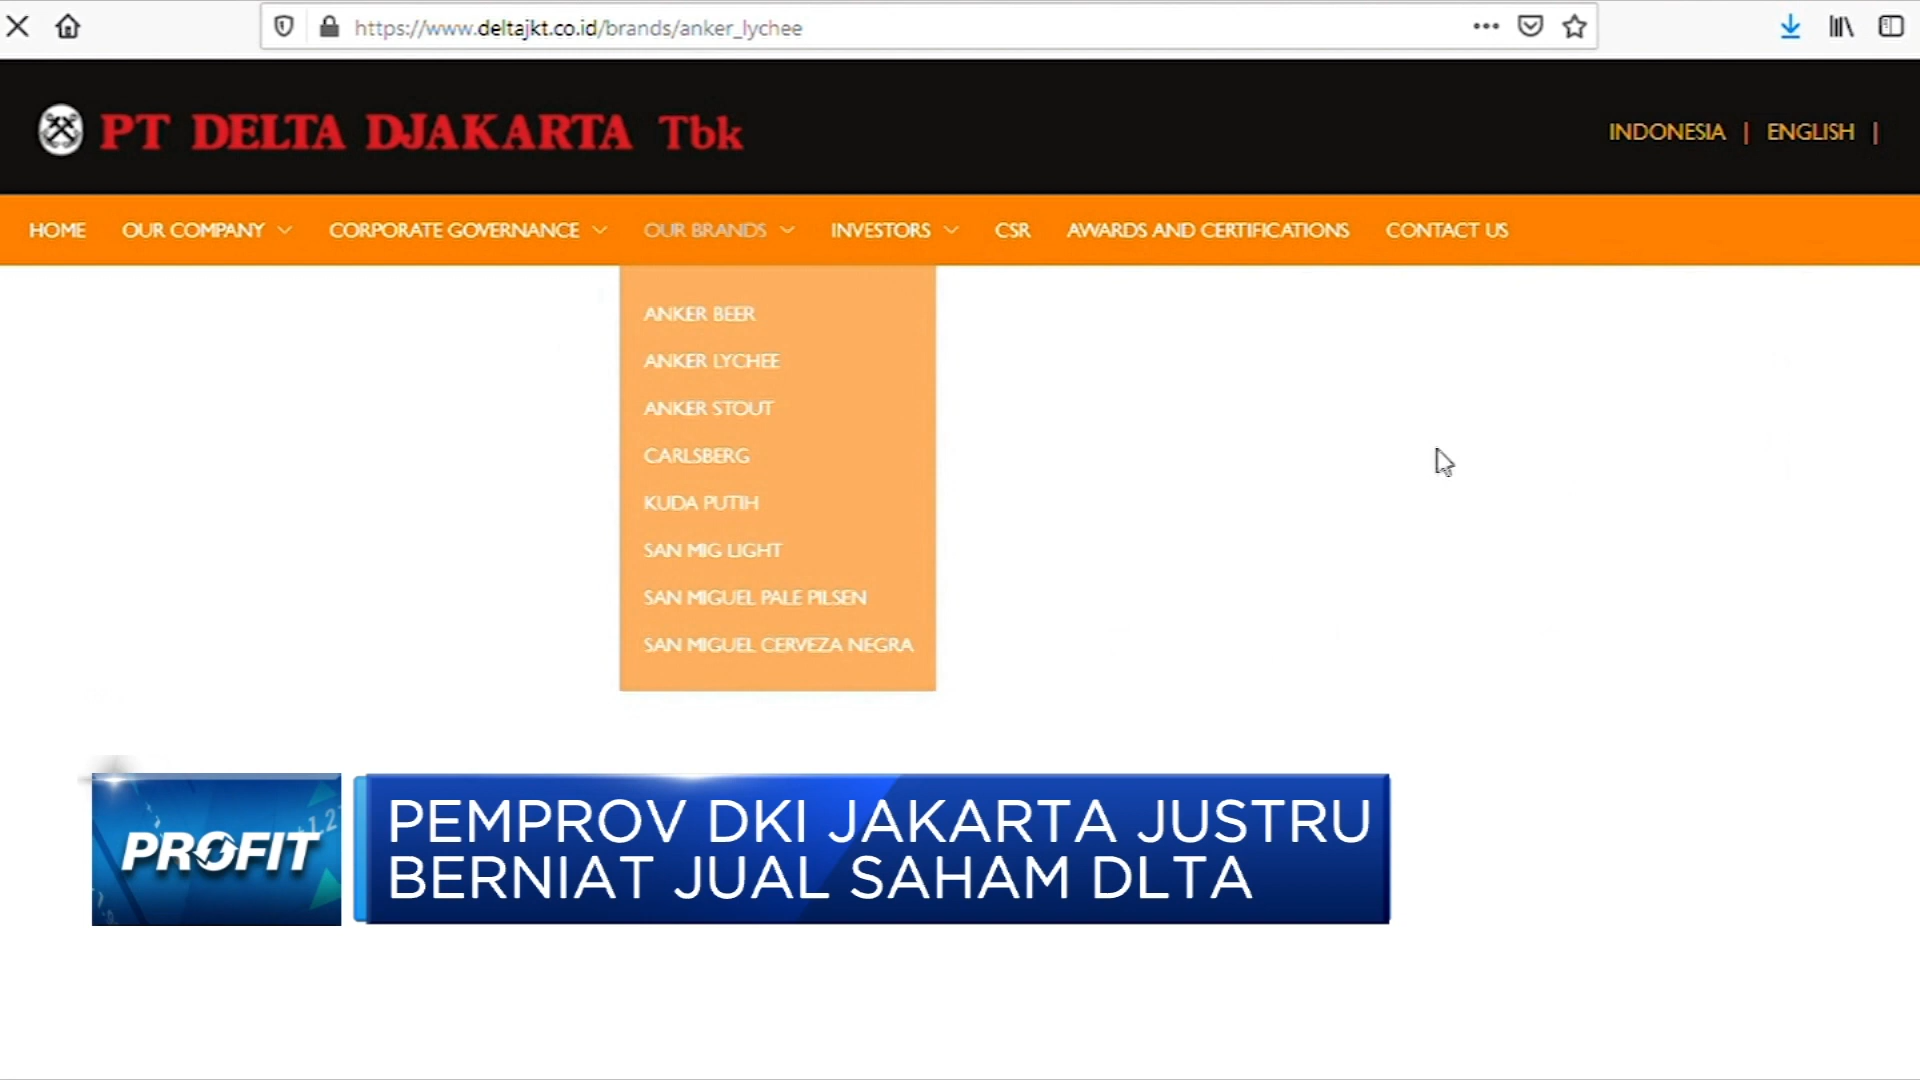 https://www.deltajkt.co.id/brands/anker_lychee
PT DELTA DJAKARTA Tbk
INDONESIA | ENGLISH |
HOME OUR COMPANY CORPORATE GOVERNANCE OUR BRANDS INVESTORS CSR AWARDS AND CERTIFICATIONS CONTACT US
ANKER BEER
ANKER LYCHEE
ANKER STOUT
CARLSBERG
KUDA PUTIH
SAN MIG LIGHT
SAN MIGUEL PALE PILSEN
SAN MIGUEL CERVEZA NEGRA
PROFIT
PEMPROV DKI JAKARTA JUSTRU
BERNIAT JUAL SAHAM DLTA